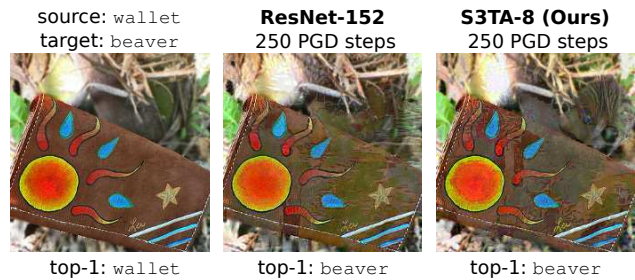 source: wallet
target: beaver
ResNet-152
250 PGD steps
S3TA-8 (Ours)
250 PGD steps
top-1: wallet
top-1: beaver
top-1: beaver